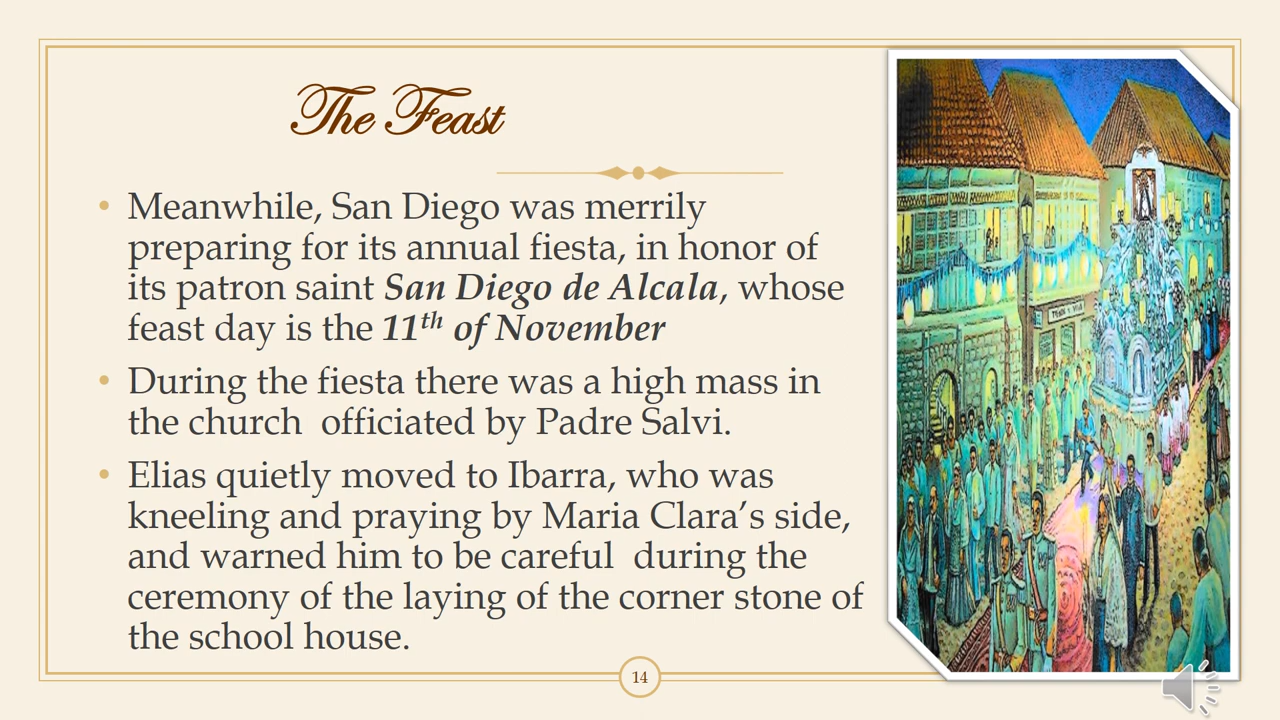 The Feast
• Meanwhile, San Diego was merrily
preparing for its annual fiesta, in honor of
its patron saint San Diego de Alcala, whose
feast day is the 11th of November
• During the fiesta there was a high mass in
the church  officiated by Padre Salvi.
• Elias quietly moved to Ibarra, who was
kneeling and praying by Maria Clara’s side,
and warned him to be careful  during the
ceremony of the laying of the corner stone of
the school house.
14